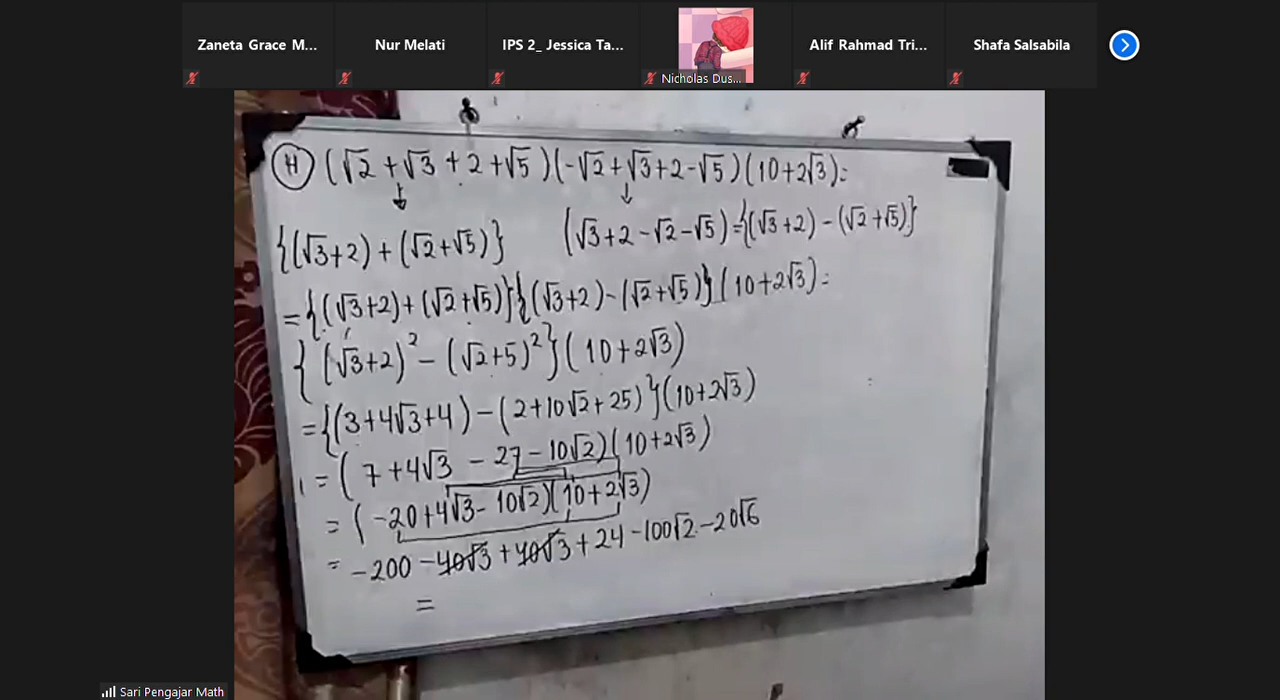 Zaneta Grace M...
Nur Melati
IPS 2_ Jessica Ta...
Nicholas Dus...
Alif Rahmad Tri...
Shafa Salsabila
(H) (√2 + √3 + 2 + √5)(-√2 + √3 + 2 - √5)(10 + 2√3) =
{(√3+2) + (√2+√5)} (√3+2 - √2 - √5) = {(√3+2) - (√2+√5)}
= {(√3+2) + (√2+√5)}{(√3+2) - (√2+√5)}(10 + 2√3) =
{(√3+2)² - (√2+5)²}(10 + 2√3)
= {(3+4√3+4) - (2+10√2+25)}(10+2√3)
= (7+4√3 - 27 - 10√2)(10+2√3)
= (-20+4√3 - 10√2)(10+2√3)
= -200 - 40√3 + 40√3 + 24 - 100√2 - 20√6
=
Sari Pengajar Math